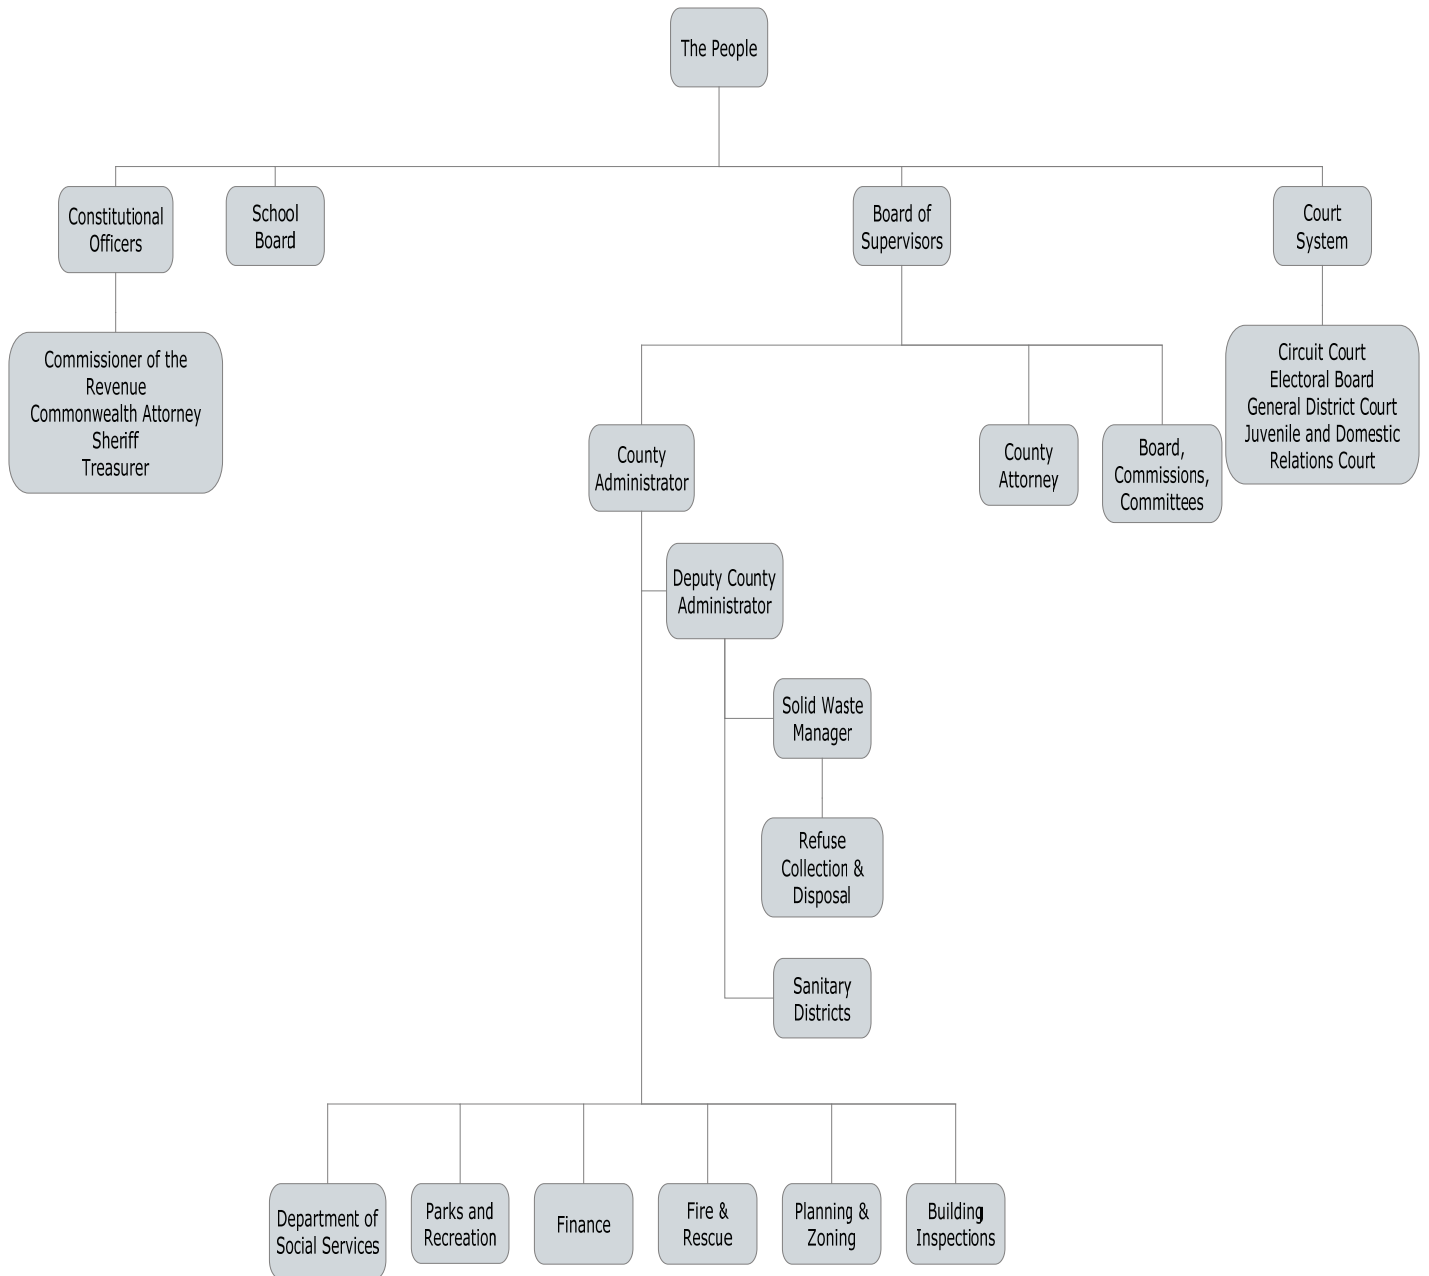 The People
Constitutional
Officers
School
Board
Board of
Supervisors
Court
System
Commissioner of the
Revenue
Commonwealth Attorney
Sheriff
Treasurer
Circuit Court
Electoral Board
General District Court
Juvenile and Domestic
Relations Court
County
Administrator
County
Attorney
Board,
Commissions,
Committees
Deputy County
Administrator
Solid Waste
Manager
Refuse
Collection &
Disposal
Sanitary
Districts
Department of
Social Services
Parks and
Recreation
Finance
Fire &
Rescue
Planning &
Zoning
Building
Inspections